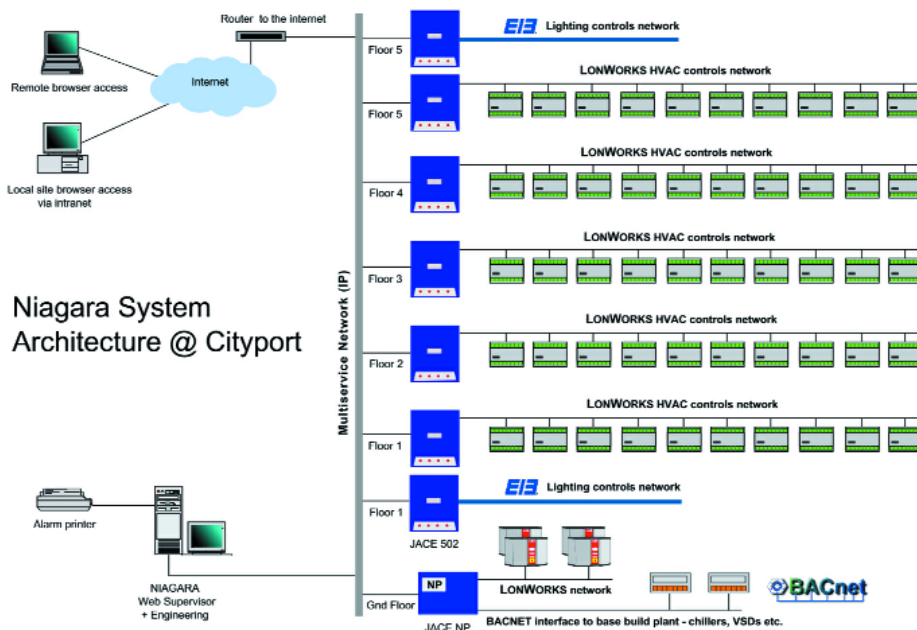 Router to the internet
Floor 5
EIB Lighting controls network
Internet
Remote browser access
LONWORKS HVAC controls network
Floor 5
Local site browser access
via intranet
LONWORKS HVAC controls network
Floor 4
LONWORKS HVAC controls network
Floor 3
Niagara System
Architecture @ Cityport
Multiservice Network (IP)
LONWORKS HVAC controls network
Floor 2
LONWORKS HVAC controls network
Floor 1
EIB Lighting controls network
Floor 1
Alarm printer
JACE 502
NIAGARA
Web Supervisor
+ Engineering
NP
LONWORKS network
BACnet
Gnd Floor
JACE NP
BACNET interface to base build plant - chillers, VSDs etc.